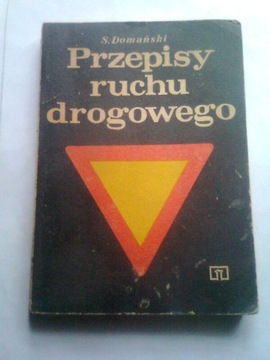 S. Domański
Przepisy
ruchu
drogowego